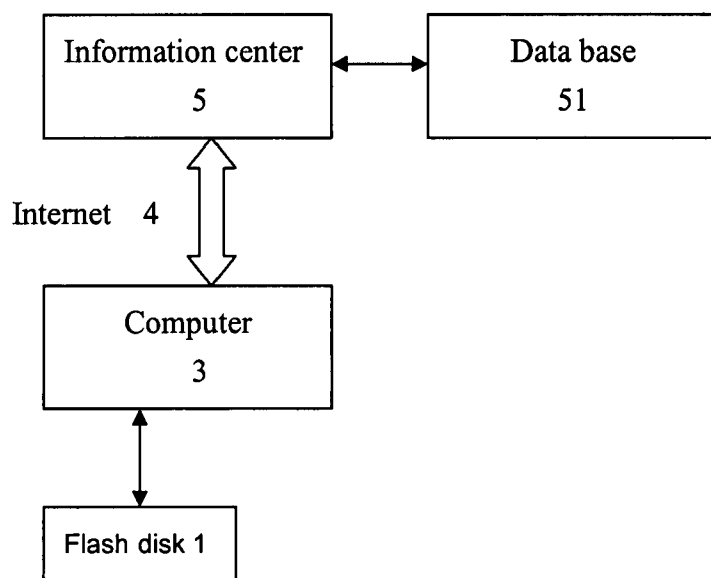 Information center
5
Data base
51
Internet 4
Computer
3
Flash disk 1